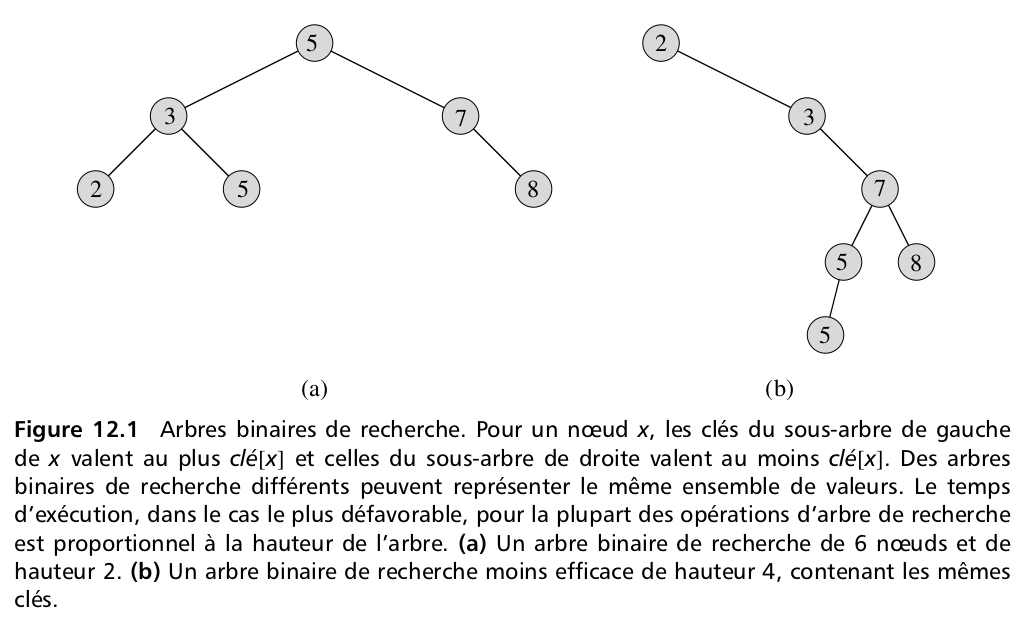 5
2
3
3
7
7
2
5
8
5
8
5
(a)
(b)
Figure 12.1 Arbres binaires de recherche. Pour un nœud x, les clés du sous-arbre de gauche
de x valent au plus clé[x] et celles du sous-arbre de droite valent au moins clé[x]. Des arbres
binaires de recherche différents peuvent représenter le même ensemble de valeurs. Le temps
d’exécution, dans le cas le plus défavorable, pour la plupart des opérations d’arbre de recherche
est proportionnel à la hauteur de l’arbre. (a) Un arbre binaire de recherche de 6 nœuds et de
hauteur 2. (b) Un arbre binaire de recherche moins efficace de hauteur 4, contenant les mêmes
clés.